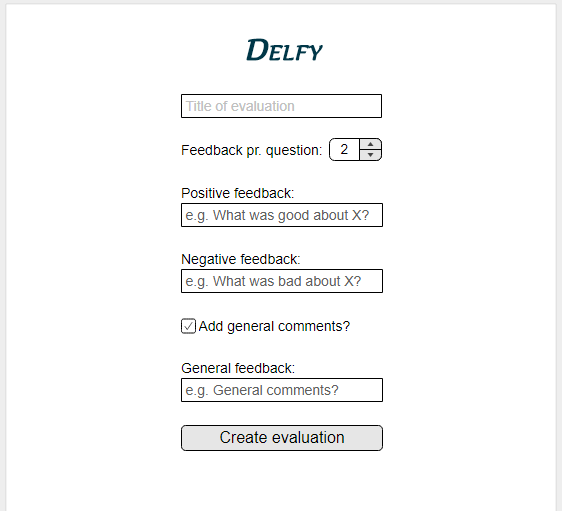 DELFY
Title of evaluation
Feedback pr. question: 2
Positive feedback:
e.g. What was good about X?
Negative feedback:
e.g. What was bad about X?
Add general comments?
General feedback:
e.g. General comments?
Create evaluation